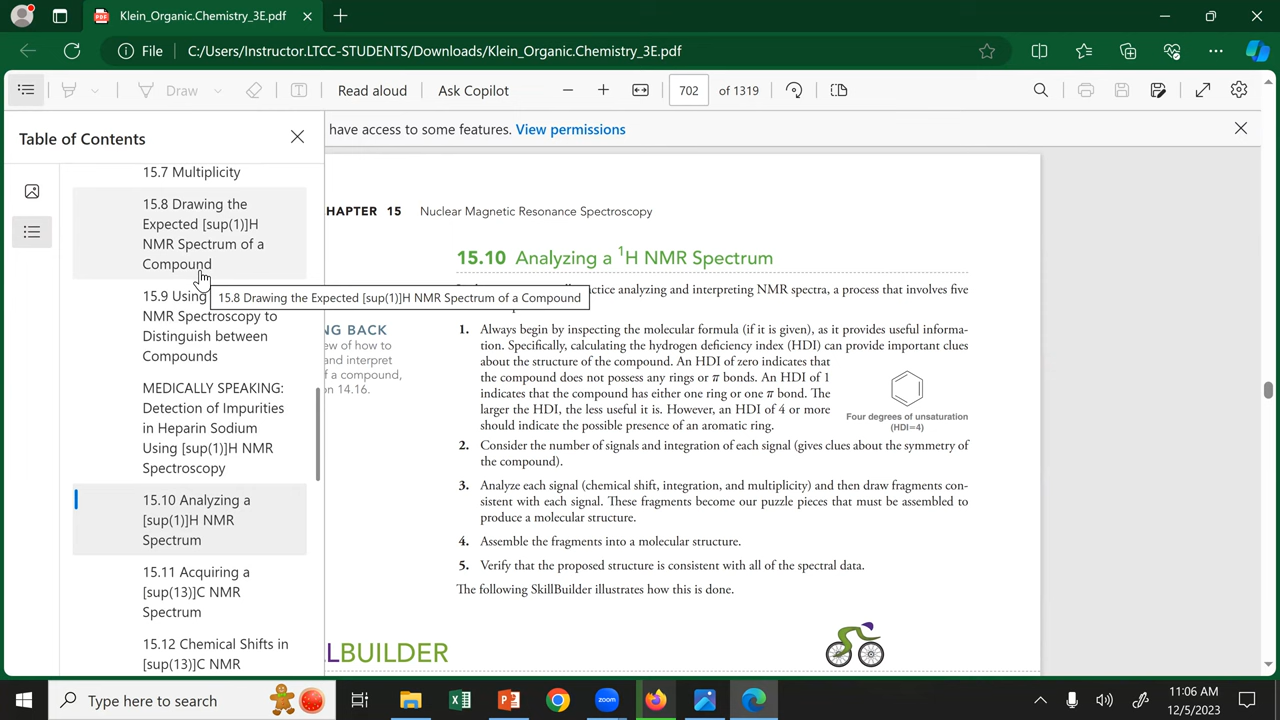 Klein_Organic.Chemistry_3E.pdf
File C:/Users/Instructor.LTCC-STUDENTS/Downloads/Klein_Organic.Chemistry_3E.pdf
Draw Read aloud Ask Copilot 702 of 1319
have access to some features. View permissions
Table of Contents
15.7 Multiplicity
15.8 Drawing the
Expected [sup(1)]H
NMR Spectrum of a
Compound
15.8 Drawing the Expected [sup(1)]H NMR Spectrum of a Compound
15.9 Using
NMR Spectroscopy to
Distinguish between
Compounds
MEDICALLY SPEAKING:
Detection of Impurities
in Heparin Sodium
Using [sup(1)]H NMR
Spectroscopy
15.10 Analyzing a
[sup(1)]H NMR
Spectrum
15.11 Acquiring a
[sup(13)]C NMR
Spectrum
15.12 Chemical Shifts in
[sup(13)]C NMR
HAPTER 15 Nuclear Magnetic Resonance Spectroscopy
15.10 Analyzing a 1H NMR Spectrum
ctice analyzing and interpreting NMR spectra, a process that involves five
NG BACK
ew of how to
and interpret
f a compound,
n 14.16.
1. Always begin by inspecting the molecular formula (if it is given), as it provides useful informa-
tion. Specifically, calculating the hydrogen deficiency index (HDI) can provide important clues
about the structure of the compound. An HDI of zero indicates that
the compound does not possess any rings or π bonds. An HDI of 1
indicates that the compound has either one ring or one π bond. The
larger the HDI, the less useful it is. However, an HDI of 4 or more
should indicate the possible presence of an aromatic ring.
Four degrees of unsaturation
(HDI=4)
2. Consider the number of signals and integration of each signal (gives clues about the symmetry of
the compound).
3. Analyze each signal (chemical shift, integration, and multiplicity) and then draw fragments con-
sistent with each signal. These fragments become our puzzle pieces that must be assembled to
produce a molecular structure.
4. Assemble the fragments into a molecular structure.
5. Verify that the proposed structure is consistent with all of the spectral data.
The following SkillBuilder illustrates how this is done.
LBUILDER
Type here to search
zoom
11:06 AM
12/5/2023